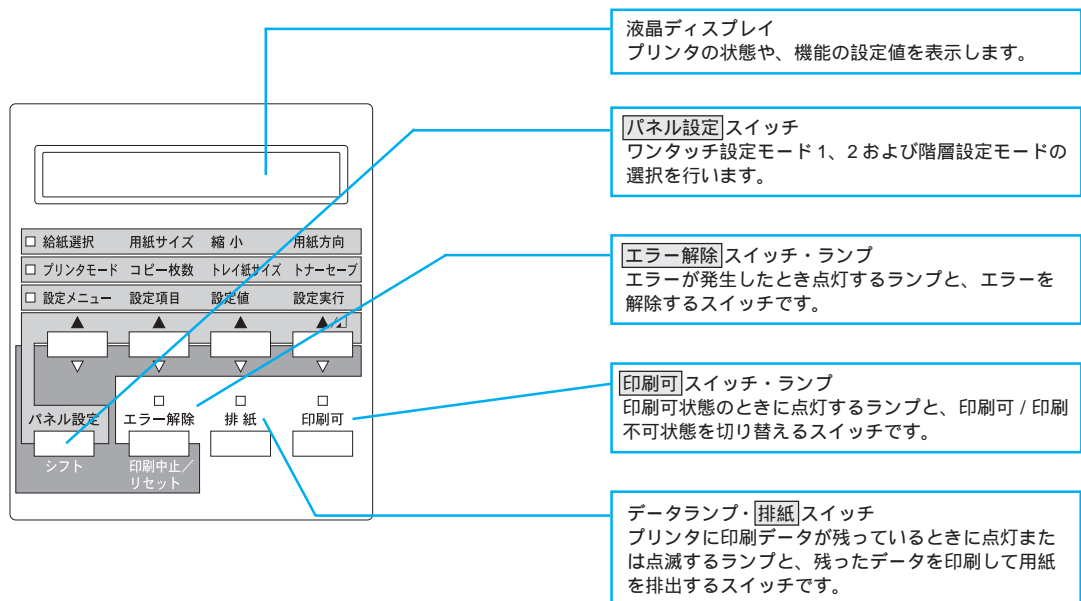 液晶ディスプレイ
プリンタの状態や、機能の設定値を表示します。
パネル設定 スイッチ
ワンタッチ設定モード 1、2 および階層設定モードの
選択を行います。
エラー解除 スイッチ・ランプ
エラーが発生したとき点灯するランプと、エラーを
解除するスイッチです。
印刷可 スイッチ・ランプ
印刷可状態のときに点灯するランプと、印刷可 / 印刷
不可状態を切り替えるスイッチです。
データランプ・排紙 スイッチ
プリンタに印刷データが残っているときに点灯また
は点滅するランプと、残ったデータを印刷して用紙
を排出するスイッチです。
□ 給紙選択 用紙サイズ 縮 小 用紙方向
□ プリンタモード コピー枚数 トレイ紙サイズ トナーセーブ
□ 設定メニュー 設定項目 設定値 設定実行
パネル設定 エラー解除 排 紙 印刷可
シフト 印刷中止／
リセット